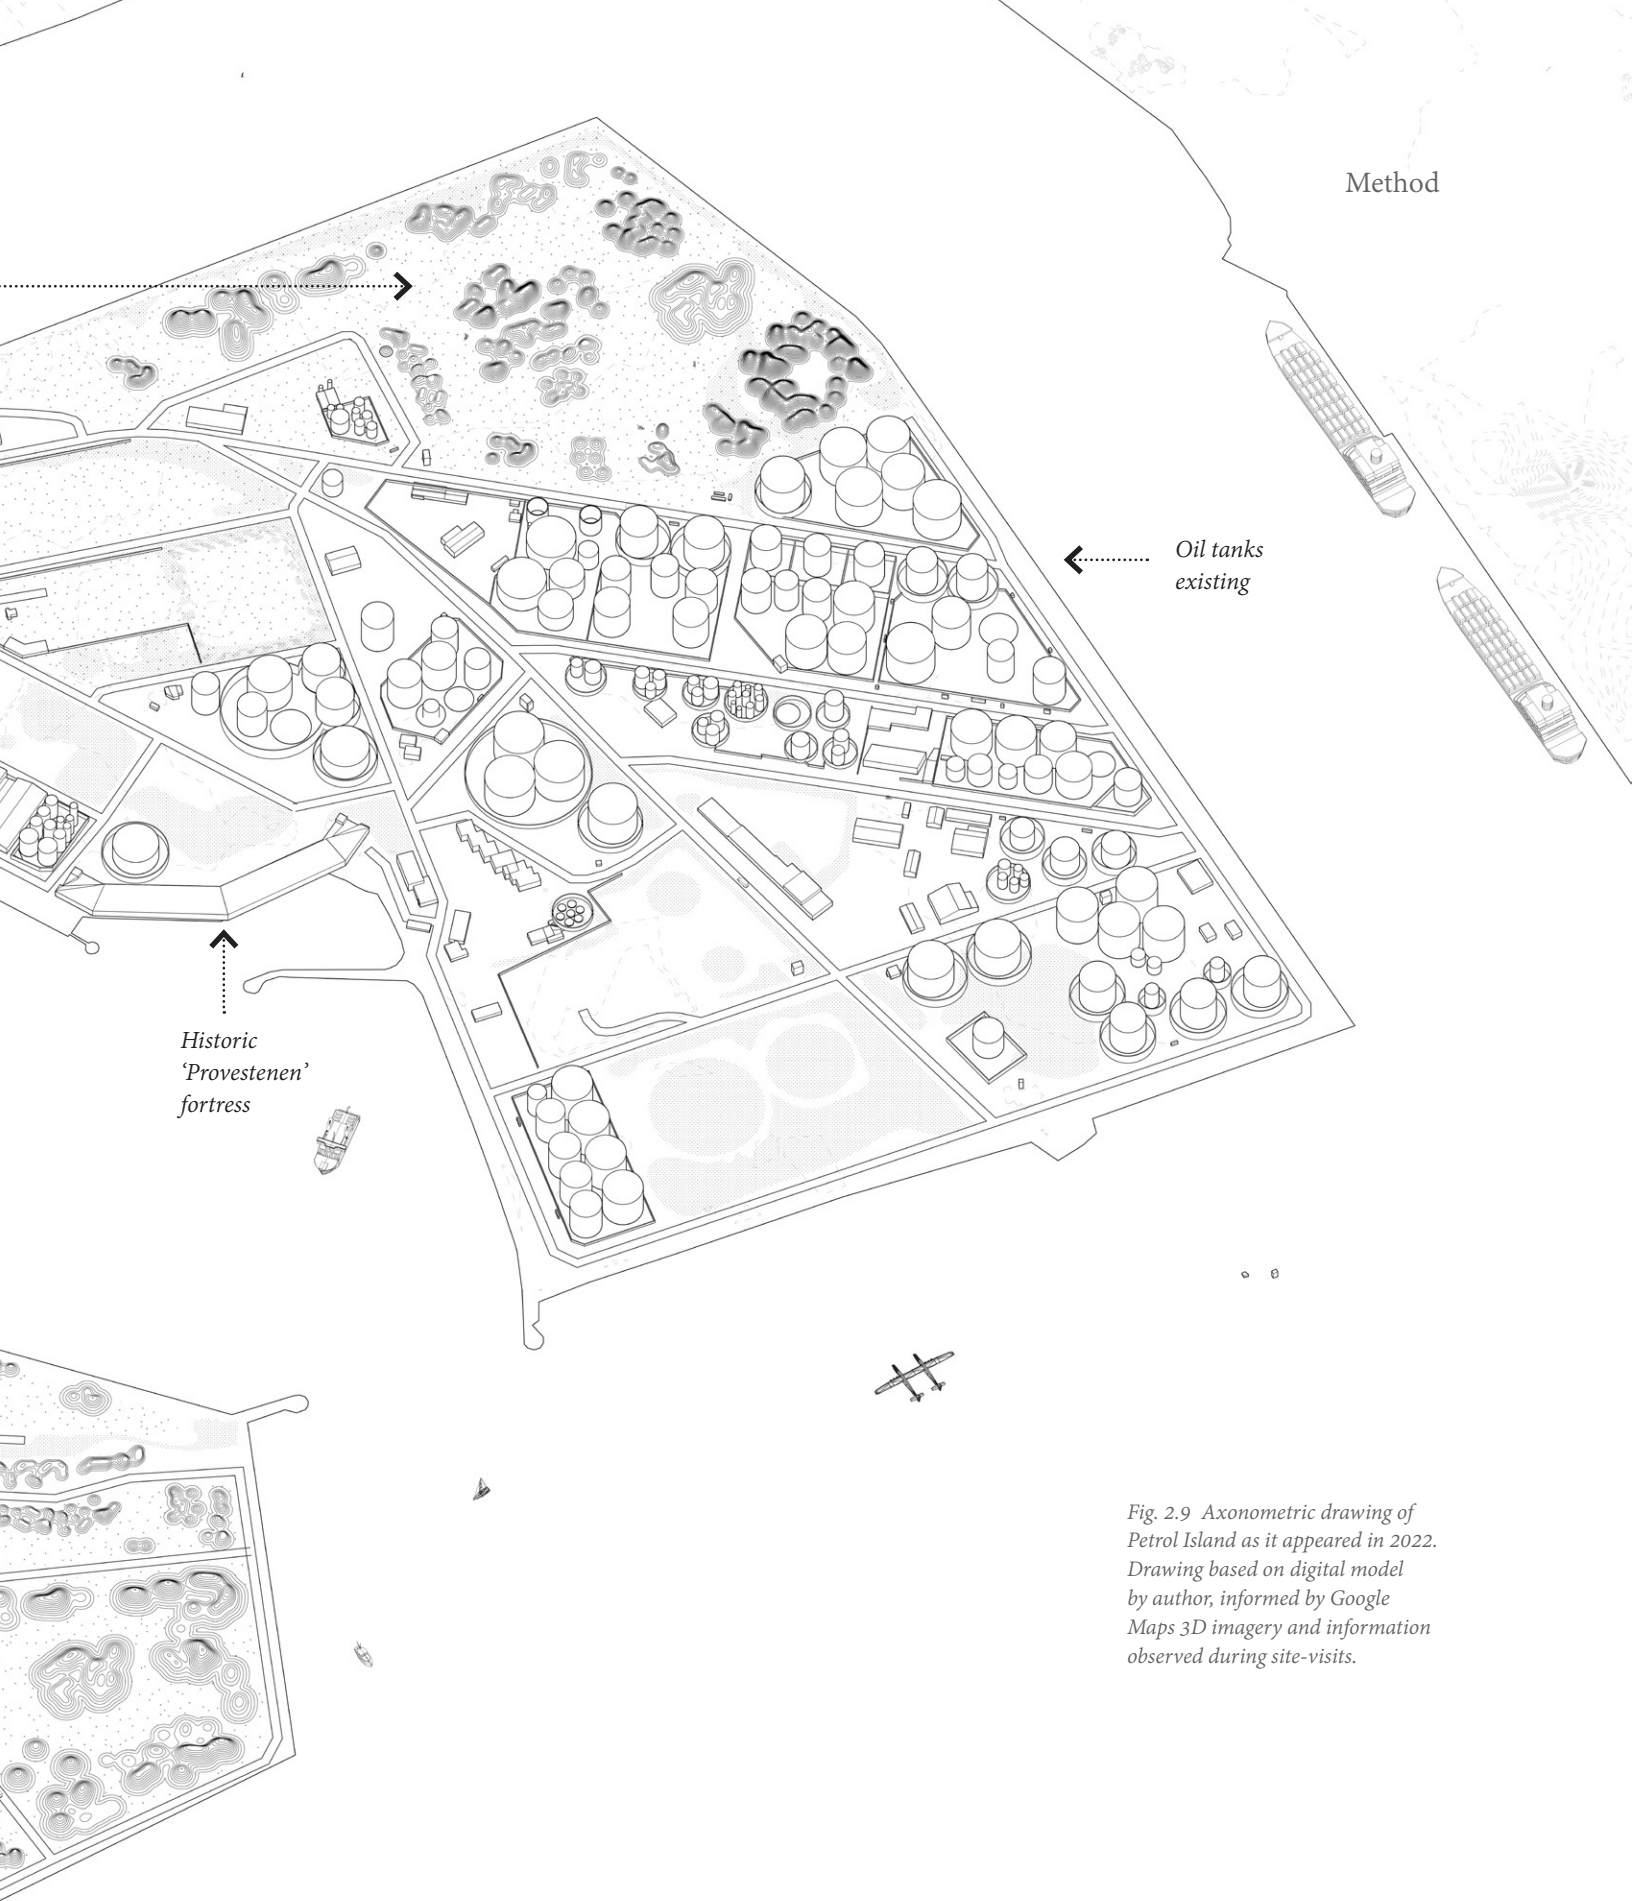 Method
Oil tanks
existing
Historic
‘Provestenen’
fortress
Fig. 2.9 Axonometric drawing of
Petrol Island as it appeared in 2022.
Drawing based on digital model
by author, informed by Google
Maps 3D imagery and information
observed during site-visits.